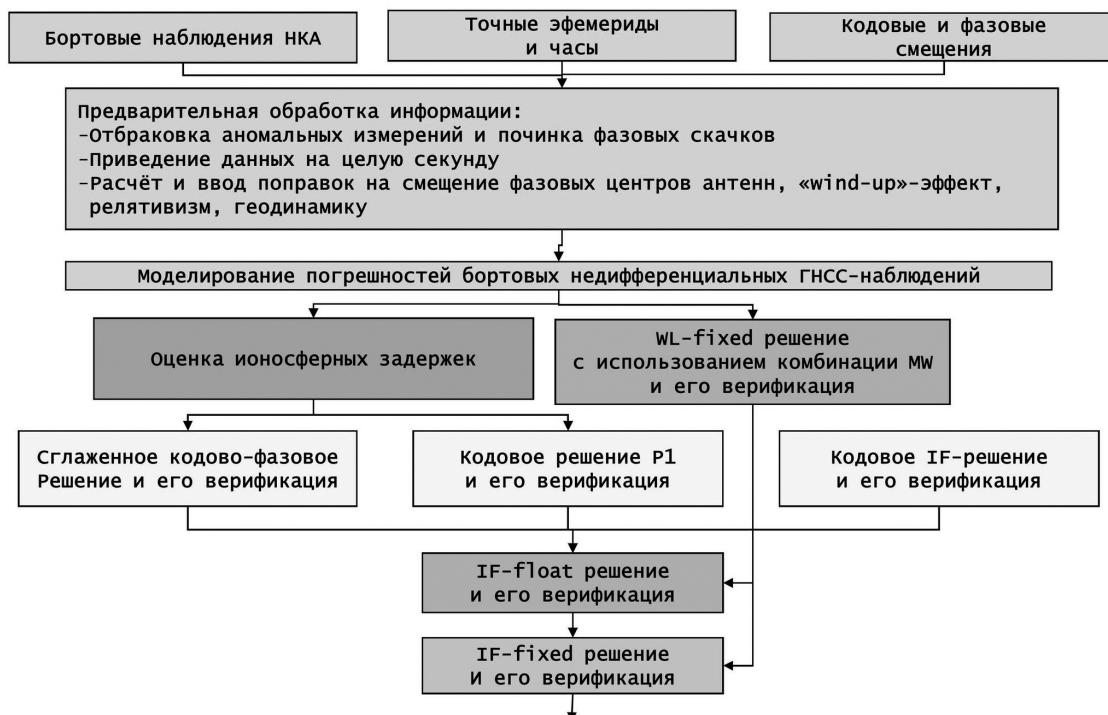 Бортовые наблюдения НКА
Точные эфемериды
и часы
Кодовые и фазовые
смещения
Предварительная обработка информации:
-Отбраковка аномальных измерений и починка фазовых скачков
-Приведение данных на целую секунду
-Расчёт и ввод поправок на смещение фазовых центров антенн, «wind-up»-эффект,
релятивизм, геодинамику
Моделирование погрешностей бортовых недифференциальных ГНСС-наблюдений
Оценка ионосферных задержек
WL-fixed решение
с использованием комбинации MW
и его верификация
Сглаженное кодово-фазовое
Решение и его верификация
Кодовое решение P1
и его верификация
Кодовое IF-решение
и его верификация
IF-float решение
и его верификация
IF-fixed решение
И его верификация